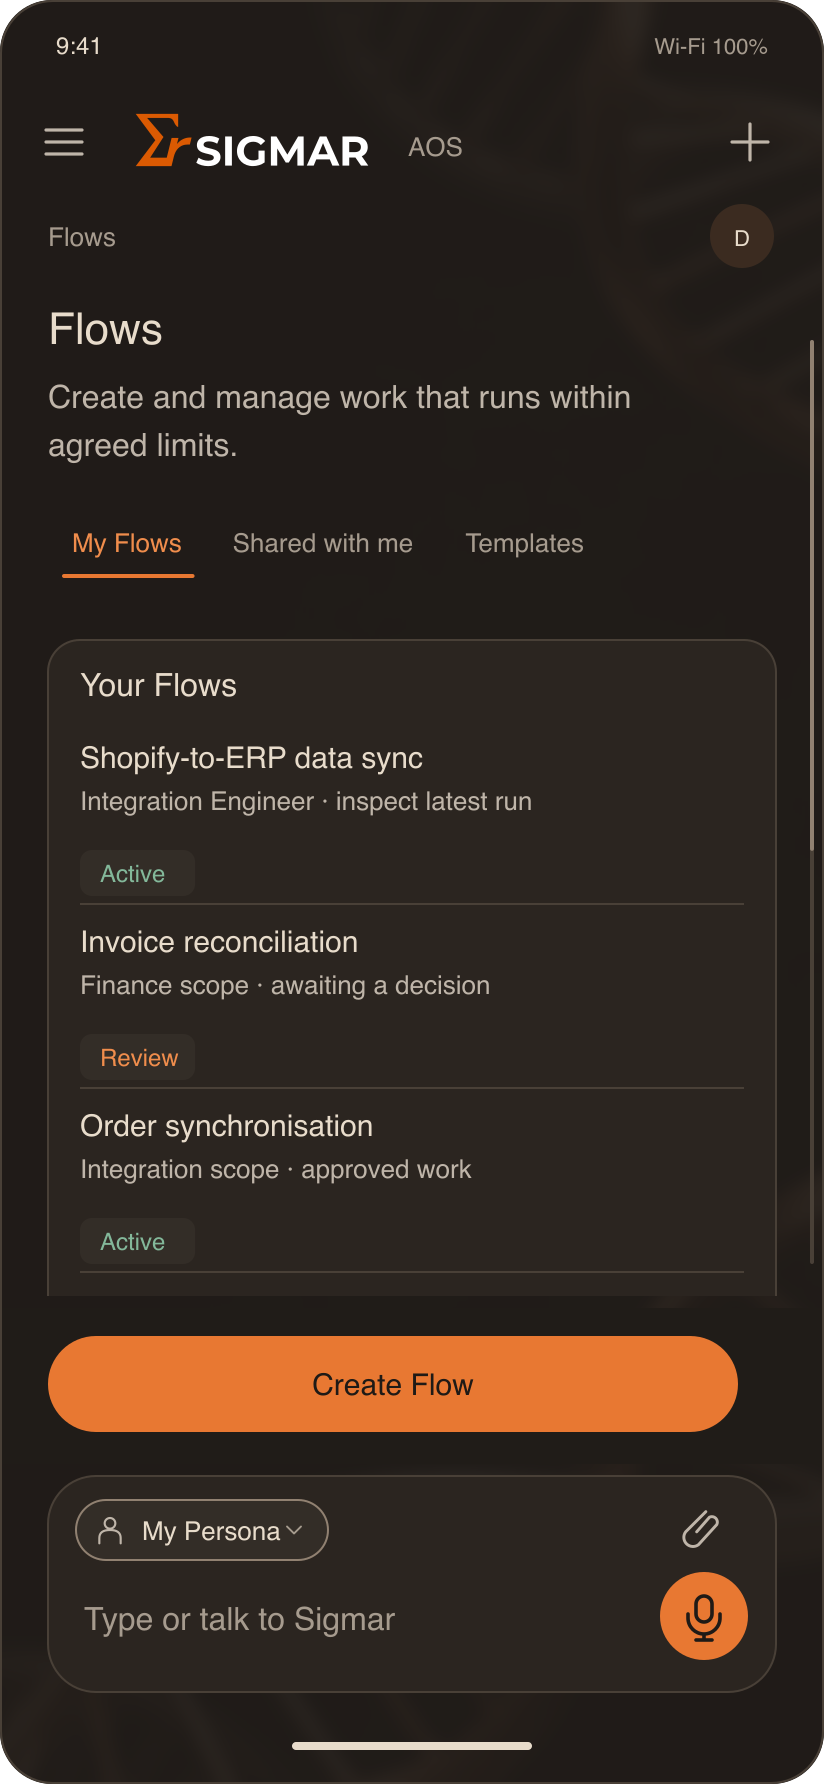 9:41
Wi-Fi 100%
Σr SIGMAR AOS
Flows
D
Flows
Create and manage work that runs within
agreed limits.
My Flows
Shared with me
Templates
Your Flows
Shopify-to-ERP data sync
Integration Engineer · inspect latest run
Active
Invoice reconciliation
Finance scope · awaiting a decision
Review
Order synchronisation
Integration scope · approved work
Active
Create Flow
My Persona
Type or talk to Sigmar